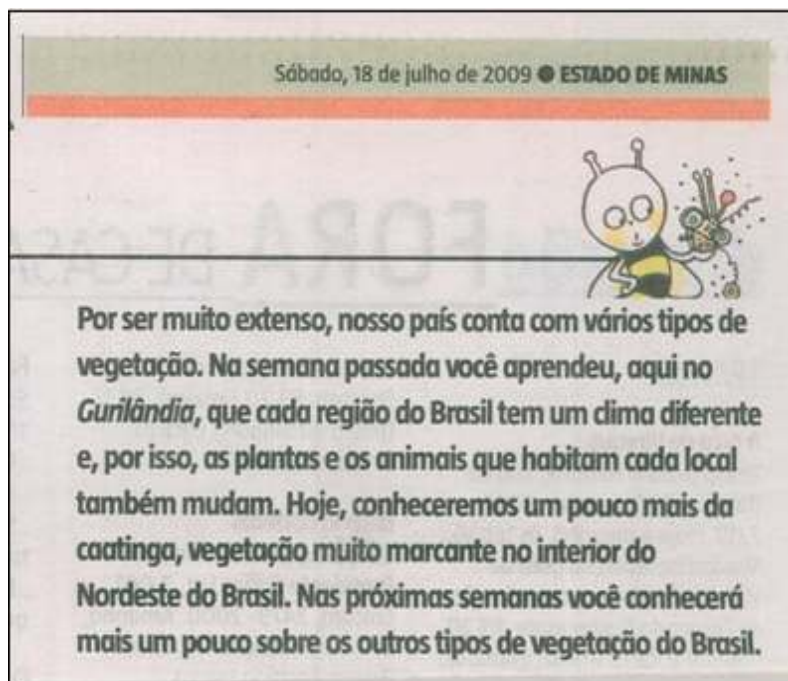 Sábado, 18 de julho de 2009 ● ESTADO DE MINAS
FORA DE CASA
Por ser muito extenso, nosso país conta com vários tipos de
vegetação. Na semana passada você aprendeu, aqui no
Gurilândia, que cada região do Brasil tem um clima diferente
e, por isso, as plantas e os animais que habitam cada local
também mudam. Hoje, conheceremos um pouco mais da
caatinga, vegetação muito marcante no interior do
Nordeste do Brasil. Nas próximas semanas você conhecerá
mais um pouco sobre os outros tipos de vegetação do Brasil.